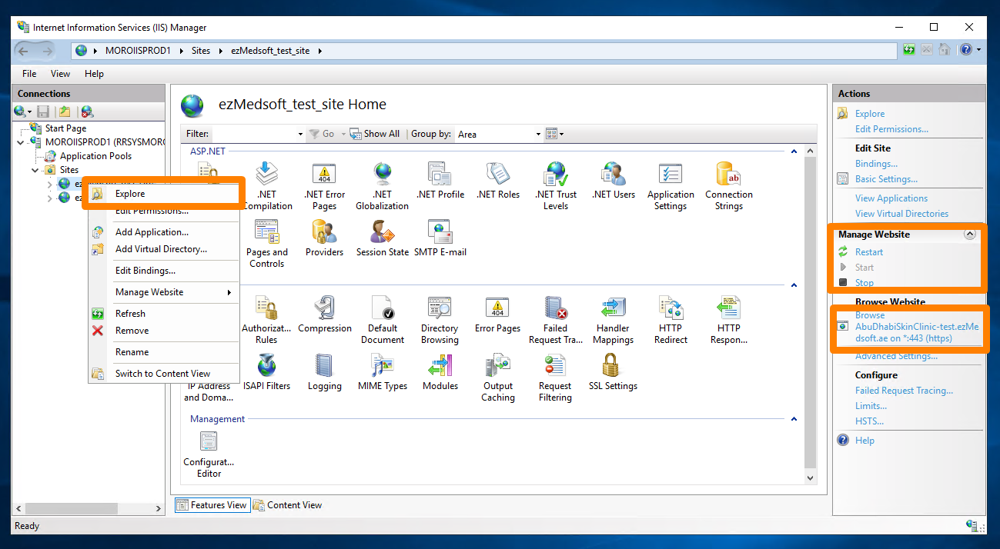 Internet Information Services (IIS) Manager
MOROIISPROD1 Sites ezMedsoft_test_site
File View Help
Connections
Start Page
MOROIISPROD1 (RRSYSMORO
Application Pools
Sites
ez
ez
Explore
Edit Permissions...
Add Application...
Add Virtual Directory...
Edit Bindings...
Manage Website
Refresh
Remove
Rename
Switch to Content View
ezMedsoft_test_site Home
Filter: Go Show All Group by: Area
ASP.NET
.NET
Compilation
.NET Error
Pages
.NET
Globalization
.NET Profile
.NET Roles
.NET Trust
Levels
.NET Users
Application
Settings
Connection
Strings
Pages and
Controls
Providers
Session State
SMTP E-mail
Authorizat...
Rules
Compression
Default
Document
Directory
Browsing
Error Pages
Failed
Request Tra...
Handler
Mappings
HTTP
Redirect
HTTP
Respon...
IP Address
and Doma...
ISAPI Filters
Logging
MIME Types
Modules
Output
Caching
Request
Filtering
SSL Settings
Management
Configurat...
Editor
Features View Content View
Ready
Actions
Explore
Edit Permissions...
Edit Site
Bindings...
Basic Settings...
View Applications
View Virtual Directories
Manage Website
Restart
Start
Stop
Browse Website
Browse
AbuDhabiSkinClinic-test.ezMe
dsoft.ae on *:443 (https)
Advanced Settings...
Configure
Failed Request Tracing...
Limits...
HSTS...
Help